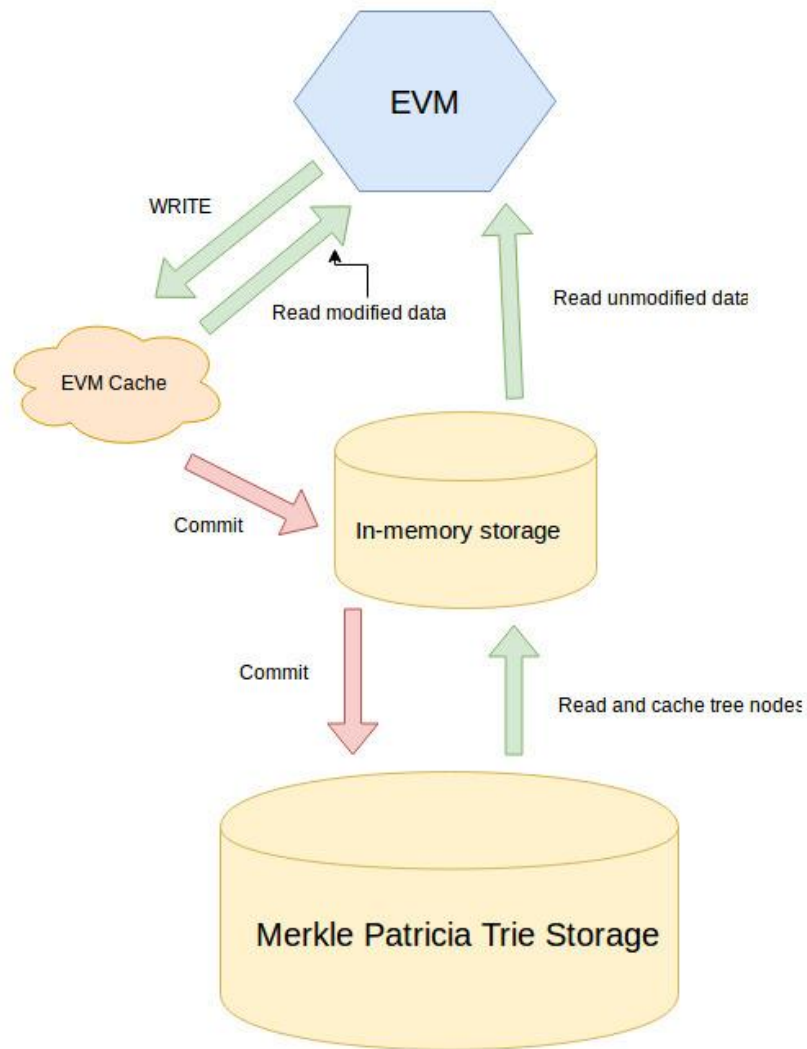 EVM
WRITE
Read modified data
Read unmodified data
EVM Cache
Commit
In-memory storage
Commit
Read and cache tree nodes
Merkle Patricia Trie Storage